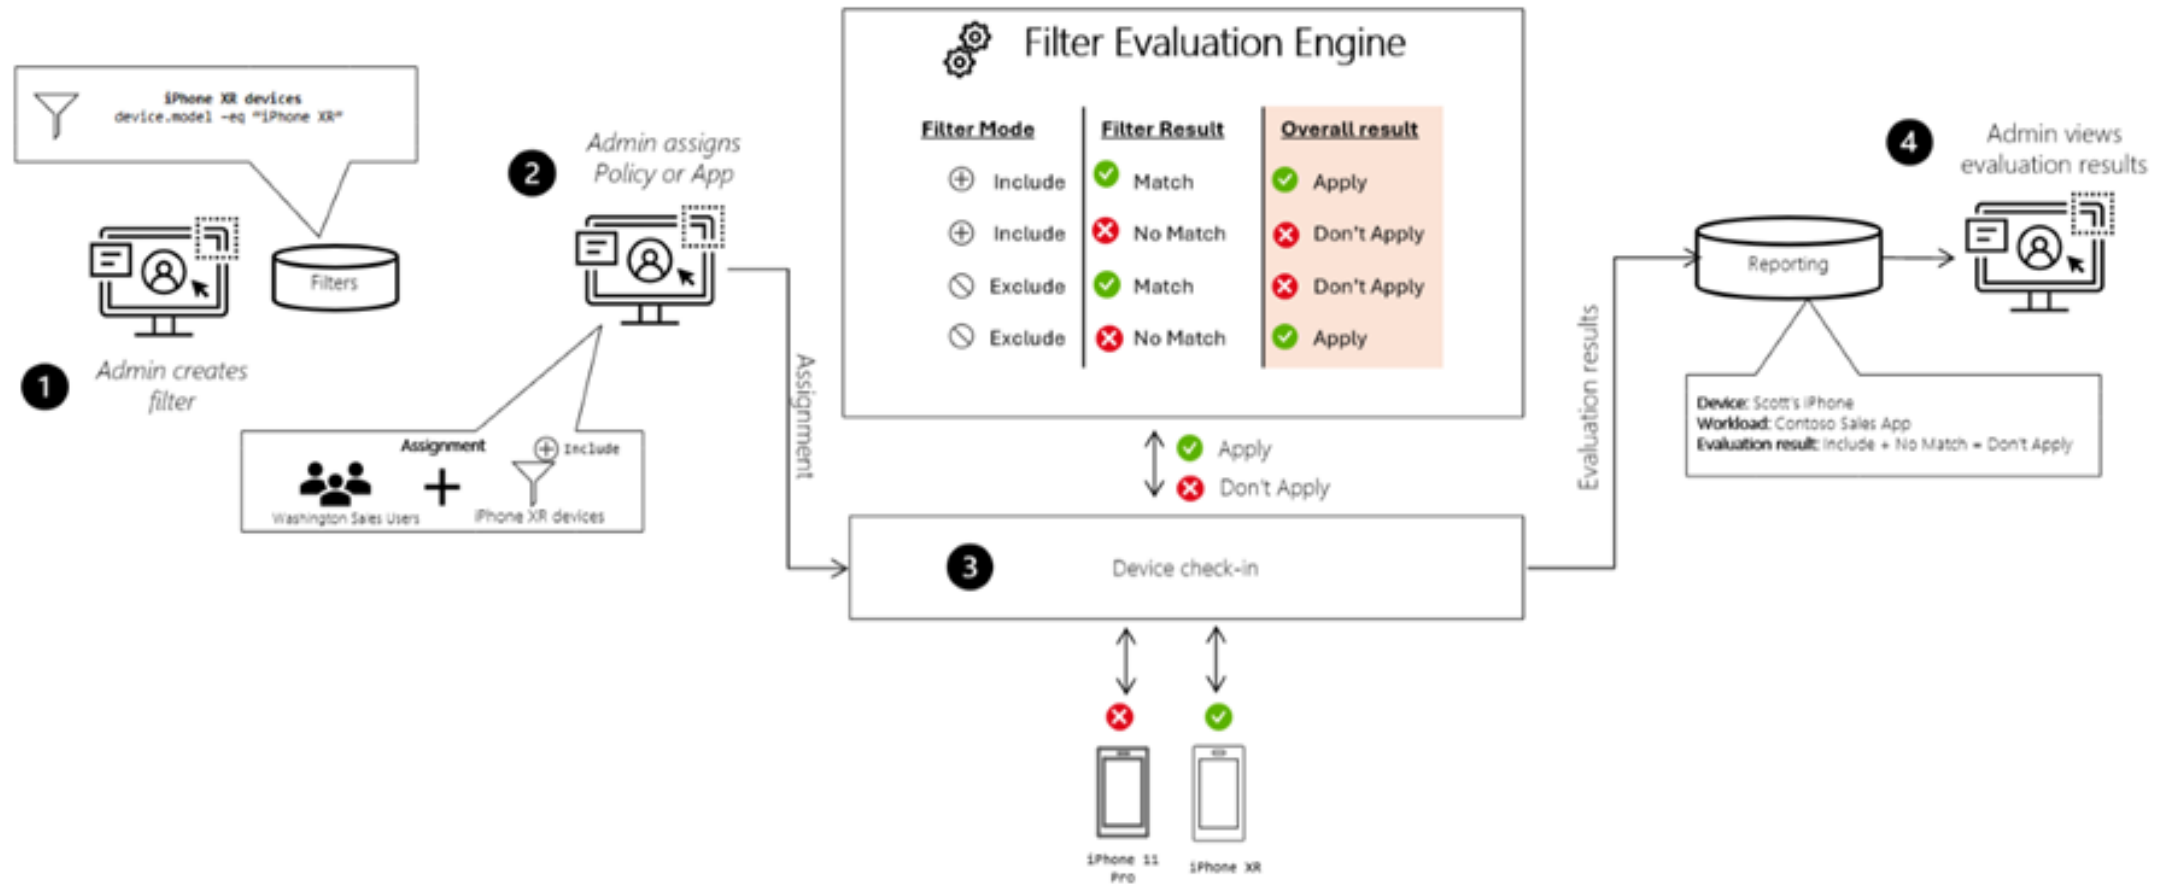 iPhone XR devices
device.model -eq "iPhone XR"
Filters
1
Admin creates
filter
2
Admin assigns
Policy or App
Assignment
Include
Washington Sales Users
iPhone XR devices
Assignment
Filter Evaluation Engine
Filter Mode Filter Result Overall result
Include Match Apply
Include No Match Don't Apply
Exclude Match Don't Apply
Exclude No Match Apply
Apply
Don't Apply
3
Device check-in
iPhone 11
Pro
iPhone XR
Evaluation results
4
Admin views
evaluation results
Reporting
Device: Scott's iPhone
Workload: Contoso Sales App
Evaluation result: Include + No Match = Don't Apply